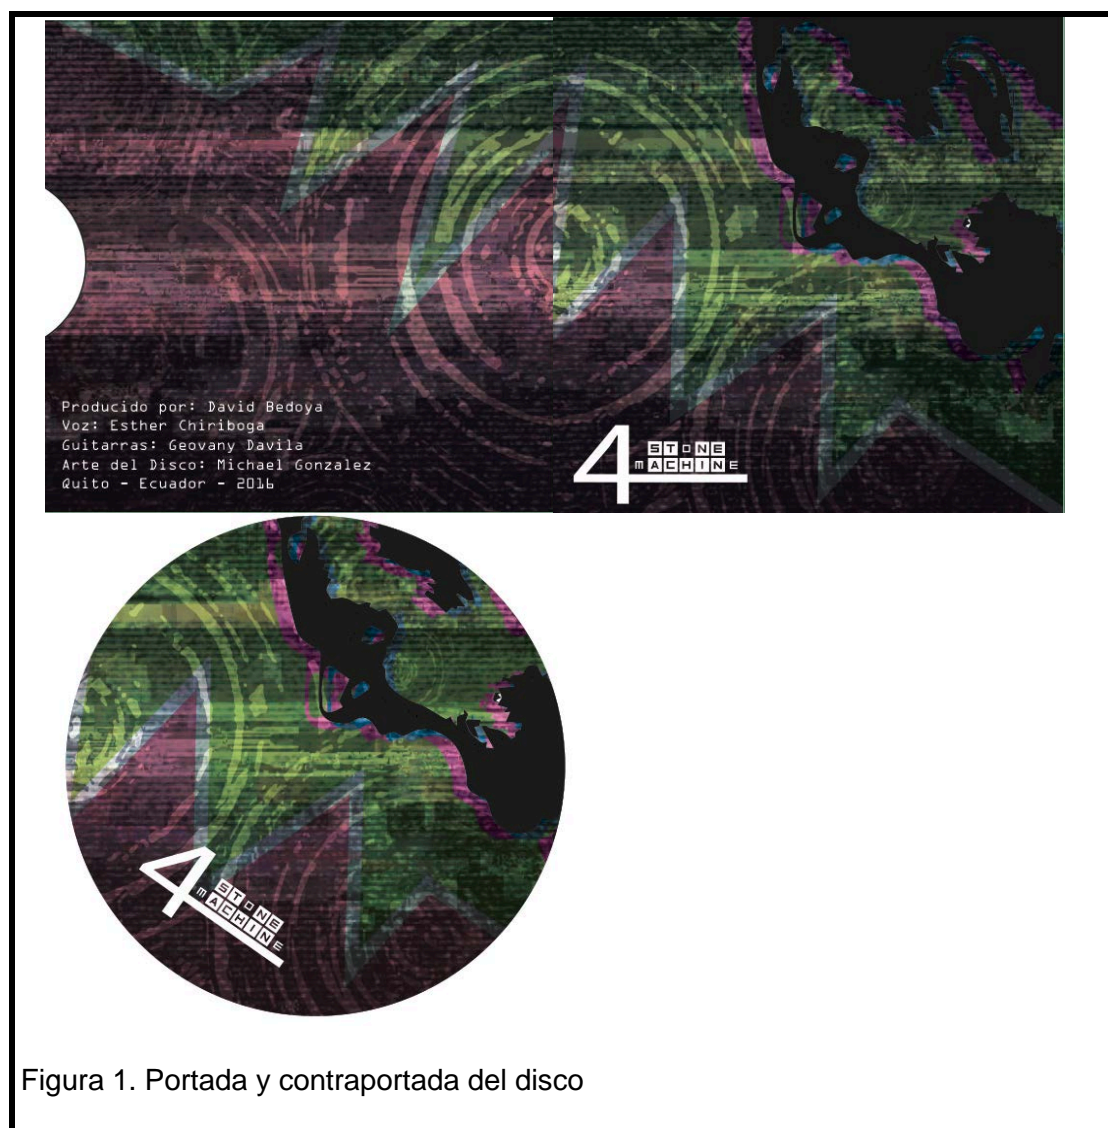 Producido por: David Bedoya
Voz: Esther Chiriboga
Guitarras: Geovany Davila
Arte del Disco: Michael Gonzalez
Quito - Ecuador - 2016
4 STONE
mACHINE
4 STONE
mACHINE
Figura 1. Portada y contraportada del disco